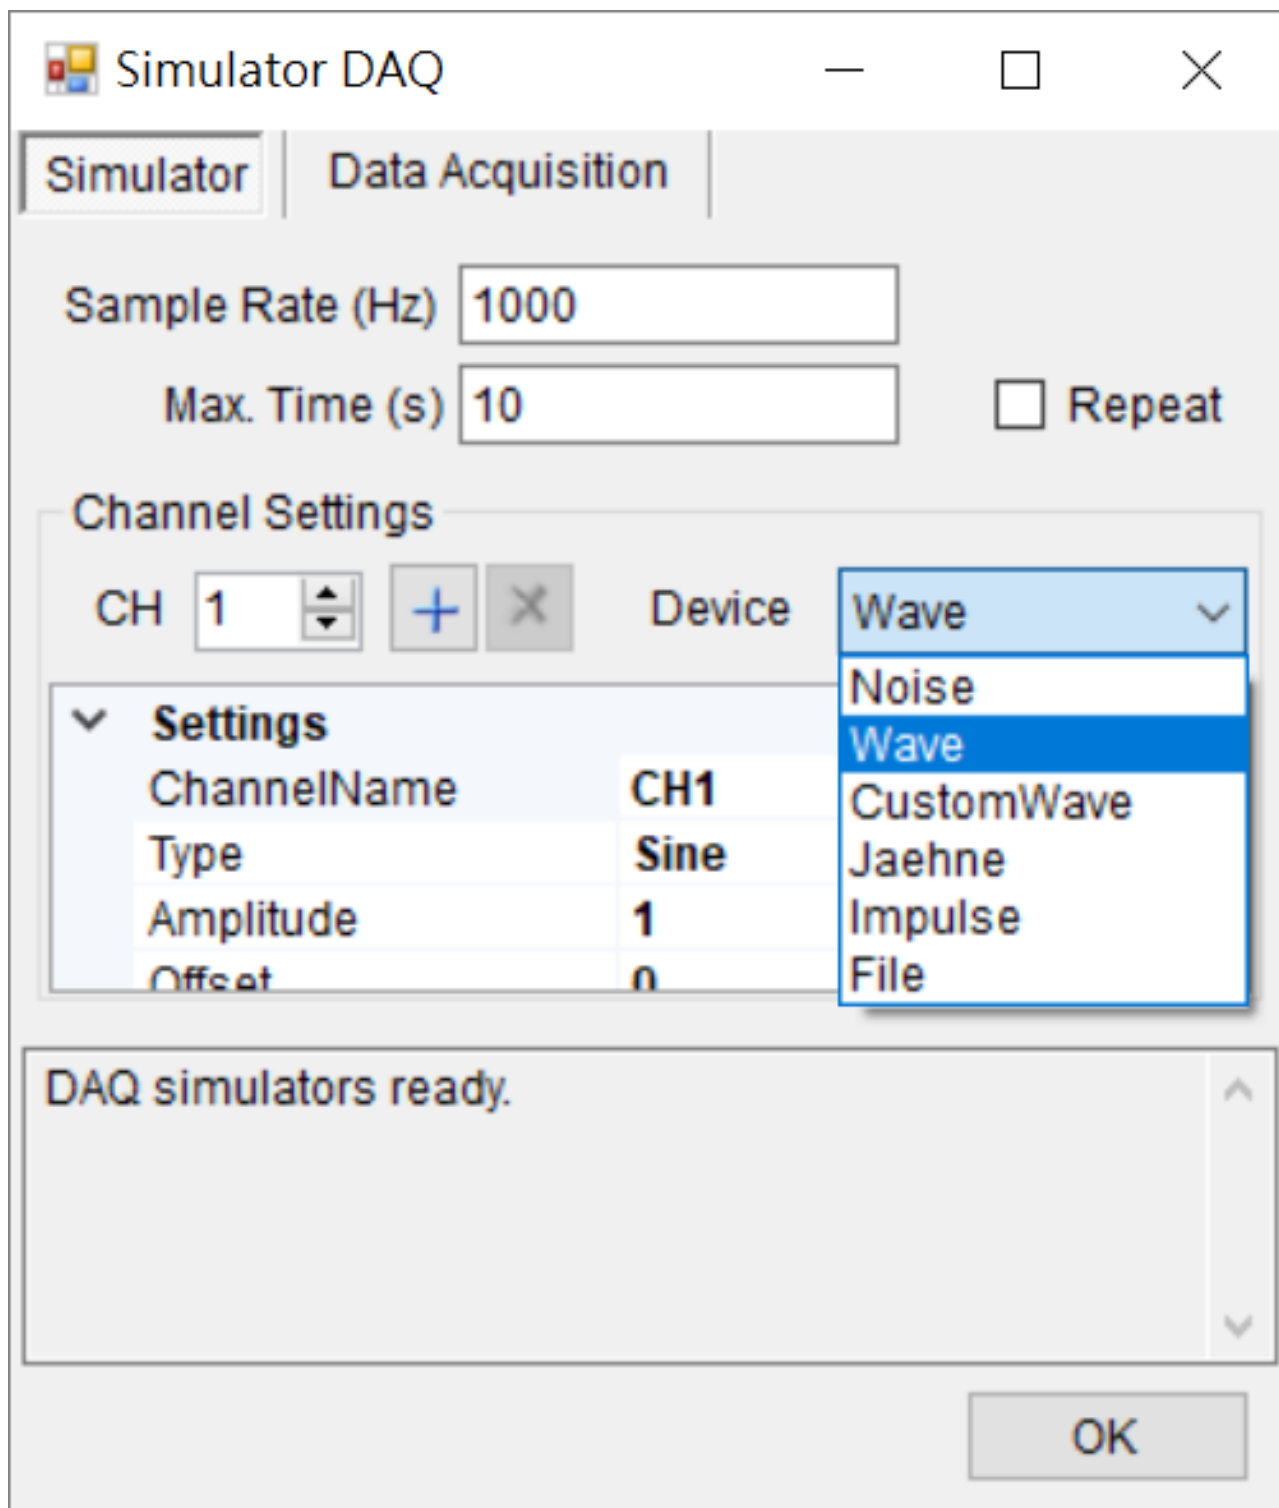 Simulator DAQ
Simulator Data Acquisition
Sample Rate (Hz) 1000
Max. Time (s) 10 Repeat
Channel Settings
CH 1 Device Wave
Noise
Settings
Wave
ChannelName CH1 CustomWave
Type Sine Jaehne
Amplitude 1 Impulse
Offset 0 File
DAQ simulators ready.
OK